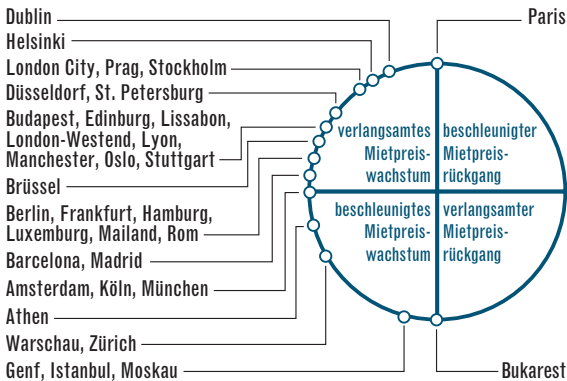 Dublin
Paris
Helsinki
London City, Prag, Stockholm
Düsseldorf, St. Petersburg
Budapest, Edinburg, Lissabon,
London-Westend, Lyon,
Manchester, Oslo, Stuttgart
Brüssel
Berlin, Frankfurt, Hamburg,
Luxemburg, Mailand, Rom
Barcelona, Madrid
Amsterdam, Köln, München
Athen
Warschau, Zürich
Genf, Istanbul, Moskau
Bukarest
verlangsamtes
Mietpreis-
wachstum
beschleunigter
Mietpreis-
rückgang
beschleunigtes
Mietpreis-
wachstum
verlangsamter
Mietpreis-
rückgang